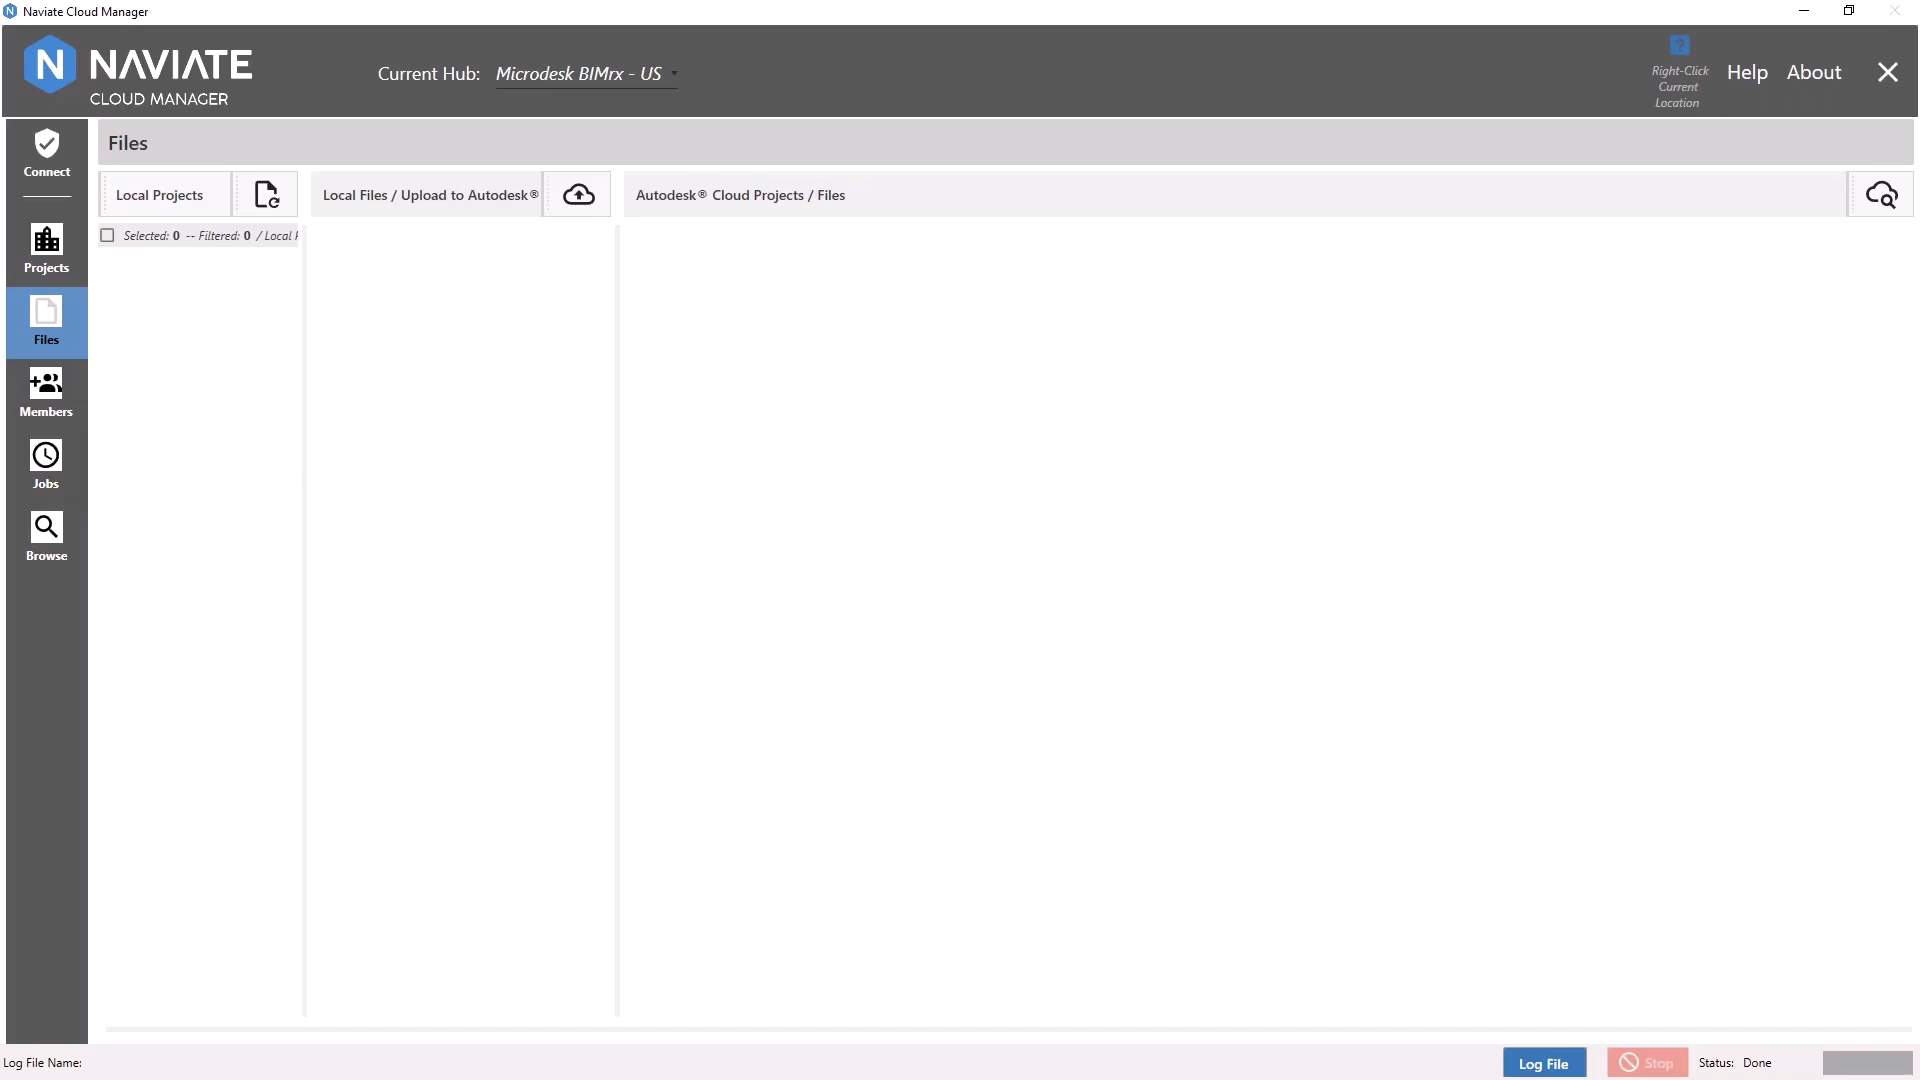 Naviate Cloud Manager
NAVIATE
CLOUD MANAGER
Current Hub: Microdesk BIMrx - US
Right-Click
Current
Location
Help About
Connect
Projects
Files
Members
Jobs
Browse
Files
Local Projects
Local Files / Upload to Autodesk®
Autodesk® Cloud Projects / Files
Selected: 0 -- Filtered: 0 / Local
Log File Name:
Log File
Stop
Status: Done